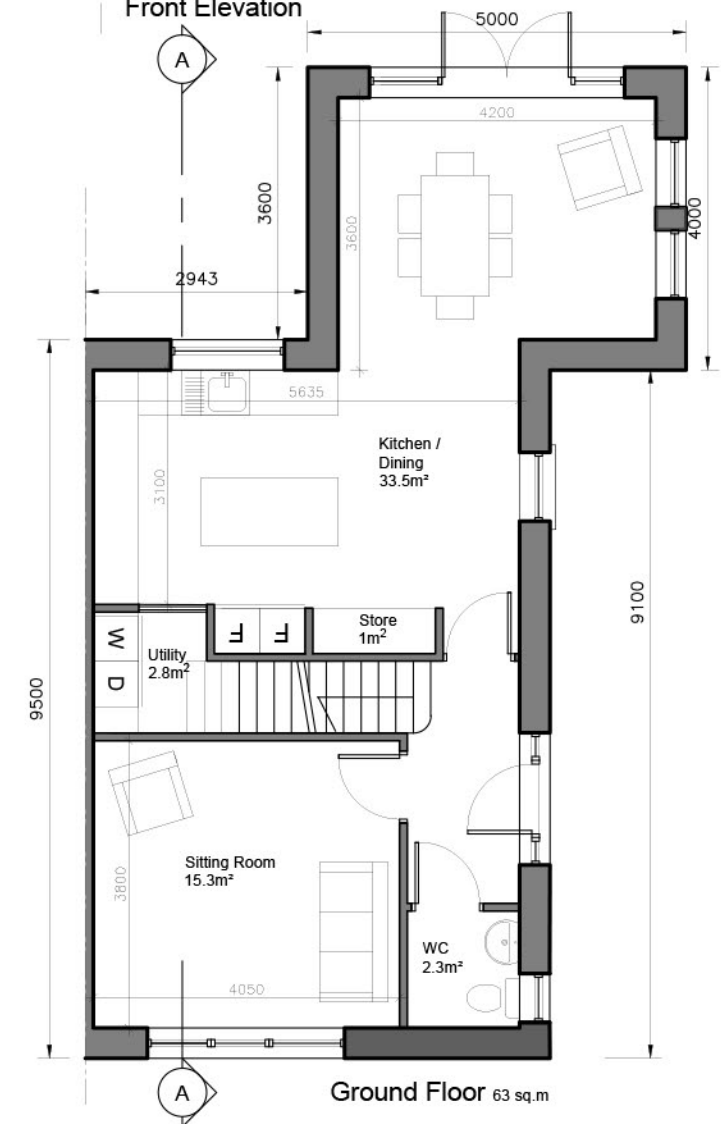 Front Elevation
5000
A
4200
3600
3600
4000
2943
5635
Kitchen /
Dining
33.5m²
3100
9100
Store
1m²
F F
W
D
Utility
2.8m²
9500
Sitting Room
15.3m²
3800
WC
2.3m²
4050
A
Ground Floor 63 sq.m